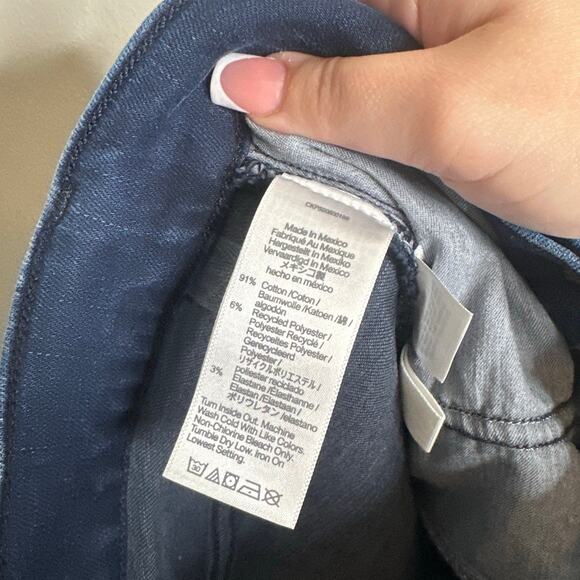 Made In Mexico
Fabriqué Au Mexique
Hergestellt In Mexiko
Vervaardigd In Mexico
メキシコ製
hecho en méxico
91% Cotton /Coton /
Baumwolle /Katoen /綿 /
algodón
6% Recycled Polyester /
Polyester Recyclé /
Recyceltes Polyester /
Gerecycleerd
Polyester /
リサイクルポリエステル /
poliéster reciclado
3% Elastane /Élasthanne /
Elastan /Elastaan /
ポリウレタン /elastano
Turn Inside Out. Machine
Wash Cold With Like Colors.
Non-Chlorine Bleach Only.
Tumble Dry Low. Iron On
Lowest Setting.
30